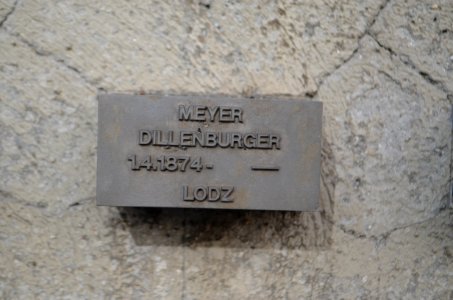 MEYER
DILLENBURGER
1.4.1874 - —
LODZ